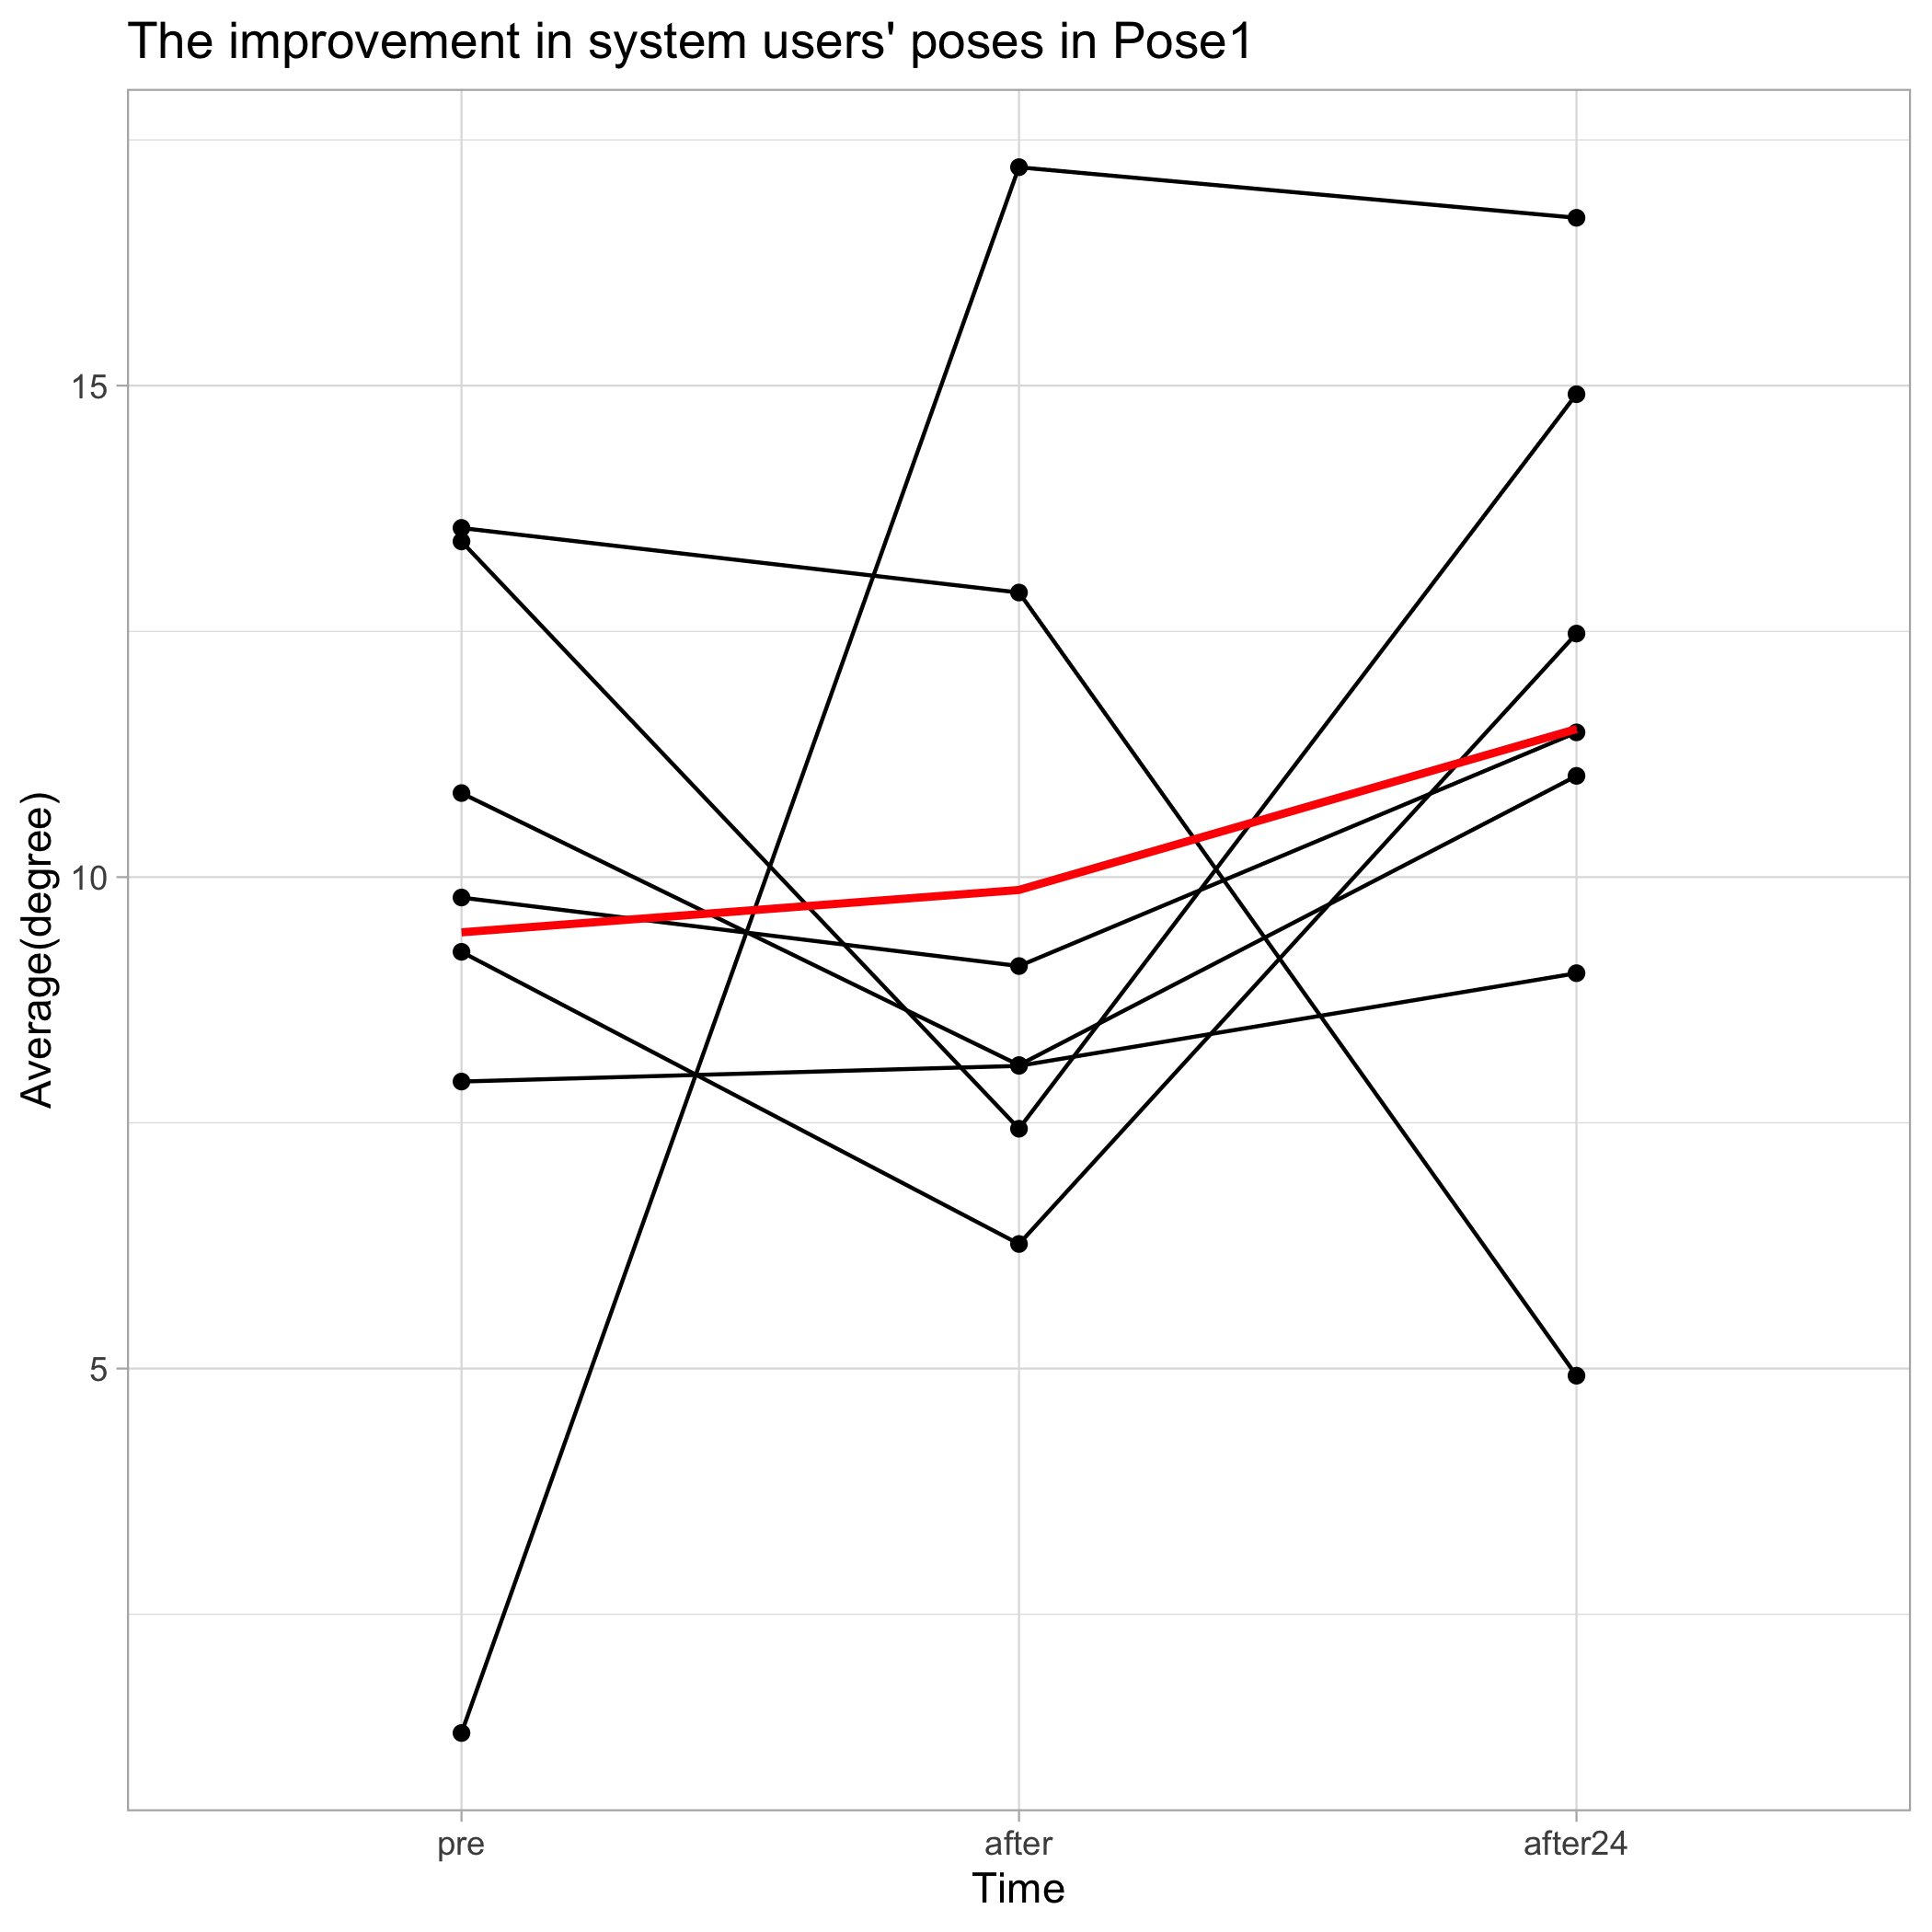 The improvement in system users' poses in Pose1
Average(degree)
15
10
5
pre
after
after24
Time